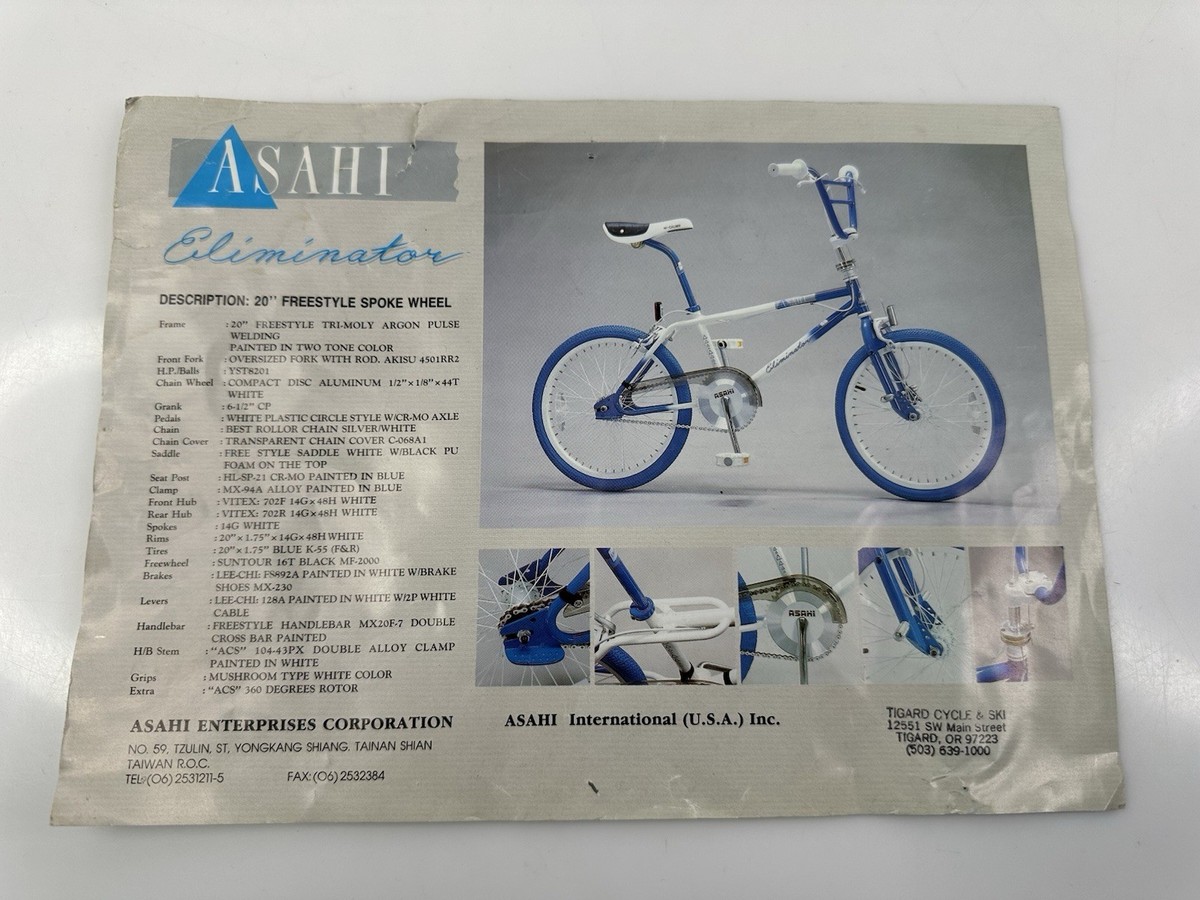 ASAHI
Eliminator
DESCRIPTION: 20" FREESTYLE SPOKE WHEEL
Frame : 20" FREESTYLE TRI-MOLY ARGON PULSE
WELDING
PAINTED IN TWO TONE COLOR
Front Fork : OVERSIZED FORK WITH ROD. AKISU 4501RR2
H.P./Balls : YST8201
Chain Wheel : COMPACT DISC ALUMINUM 1/2"×1/8"×44T
WHITE
Grank : 6-1/2" CP
Pedals : WHITE PLASTIC CIRCLE STYLE W/CR-MO AXLE
Chain : BEST ROLLOR CHAIN SILVER/WHITE
Chain Cover : TRANSPARENT CHAIN COVER C-068A1
Saddle : FREE STYLE SADDLE WHITE W/BLACK PU
FOAM ON THE TOP
Seat Post : HL-SP-21 CR-MO PAINTED IN BLUE
Clamp : MX-94A ALLOY PAINTED IN BLUE
Front Hub : VITEX: 702F 14G×48H WHITE
Rear Hub : VITEX: 702R 14G×48H WHITE
Spokes : 14G WHITE
Rims : 20"×1.75"×14G×48H WHITE
Tires : 20"×1.75" BLUE K-55 (F&R)
Freewheel : SUNTOUR 16T BLACK MF-2000
Brakes : LEE-CHI: FS892A PAINTED IN WHITE W/BRAKE
SHOES MX-230
Levers : LEE-CHI: 128A PAINTED IN WHITE W/2P WHITE
CABLE
Handlebar : FREESTYLE HANDLEBAR MX20F-7 DOUBLE
CROSS BAR PAINTED
H/B Stem : "ACS" 104-43PX DOUBLE ALLOY CLAMP
PAINTED IN WHITE
Grips : MUSHROOM TYPE WHITE COLOR
Extra : "ACS" 360 DEGREES ROTOR
ASAHI ENTERPRISES CORPORATION
NO. 59, TZULIN, ST, YONGKANG SHIANG. TAINAN SHIAN
TAIWAN R.O.C.
TEL:(06)2531211-5 FAX:(06)2532384
Eliminator
ASAHI
ASAHI
ASAHI International (U.S.A.) Inc.
TIGARD CYCLE & SKI
12551 SW Main Street
TIGARD, OR 97223
(503) 639-1000